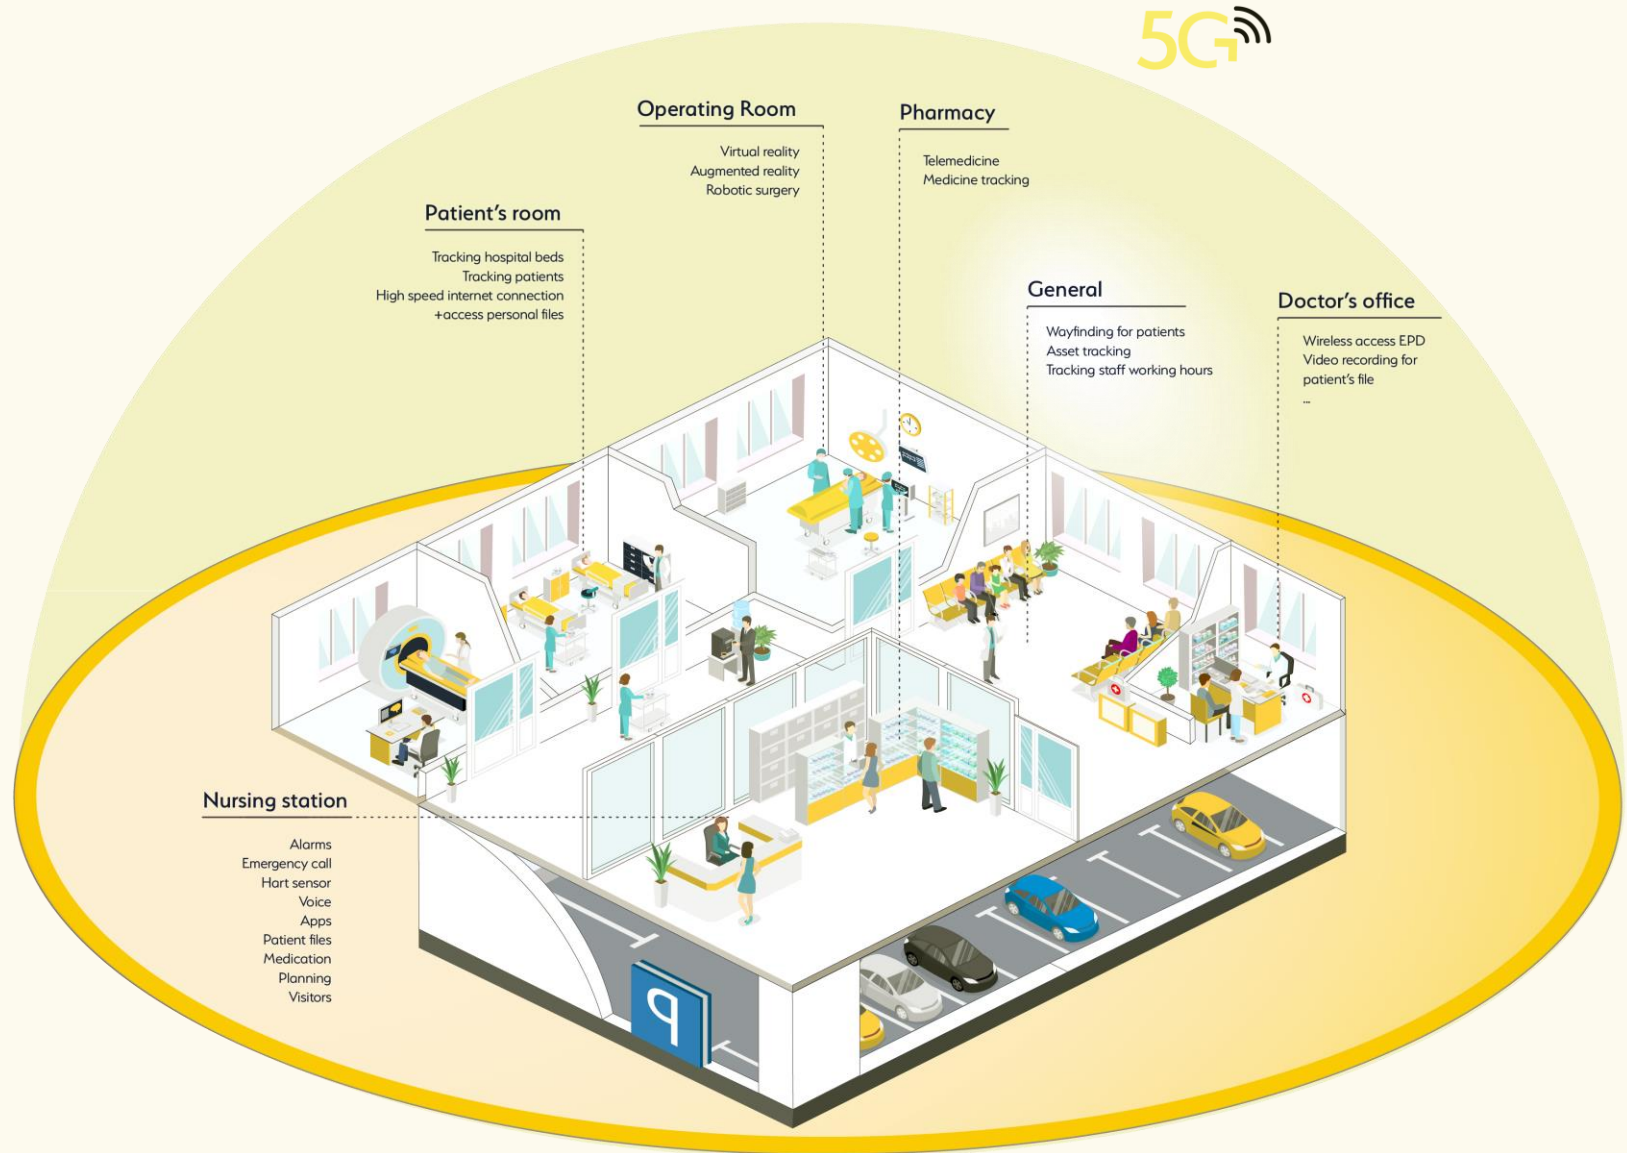 5G
Operating Room
Virtual reality
Augmented reality
Robotic surgery
Pharmacy
Telemedicine
Medicine tracking
Patient's room
Tracking hospital beds
Tracking patients
High speed internet connection
+access personal files
General
Wayfinding for patients
Asset tracking
Tracking staff working hours
Doctor's office
Wireless access EPD
Video recording for
patient's file
...
Nursing station
Alarms
Emergency call
Hart sensor
Voice
Apps
Patient files
Medication
Planning
Visitors
P